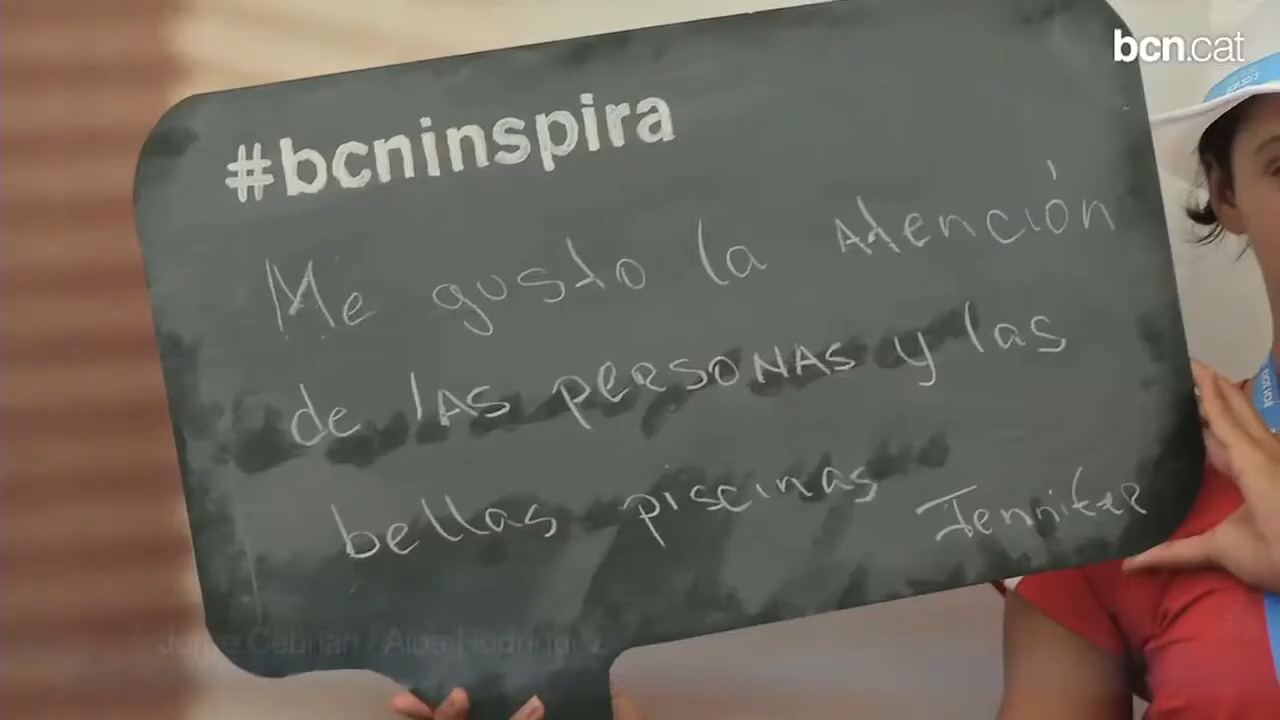 bcn.cat
#bcninspira
Me gusto la Atención
de lAS peRSONAS y las
bellas piscinas
Jennifer